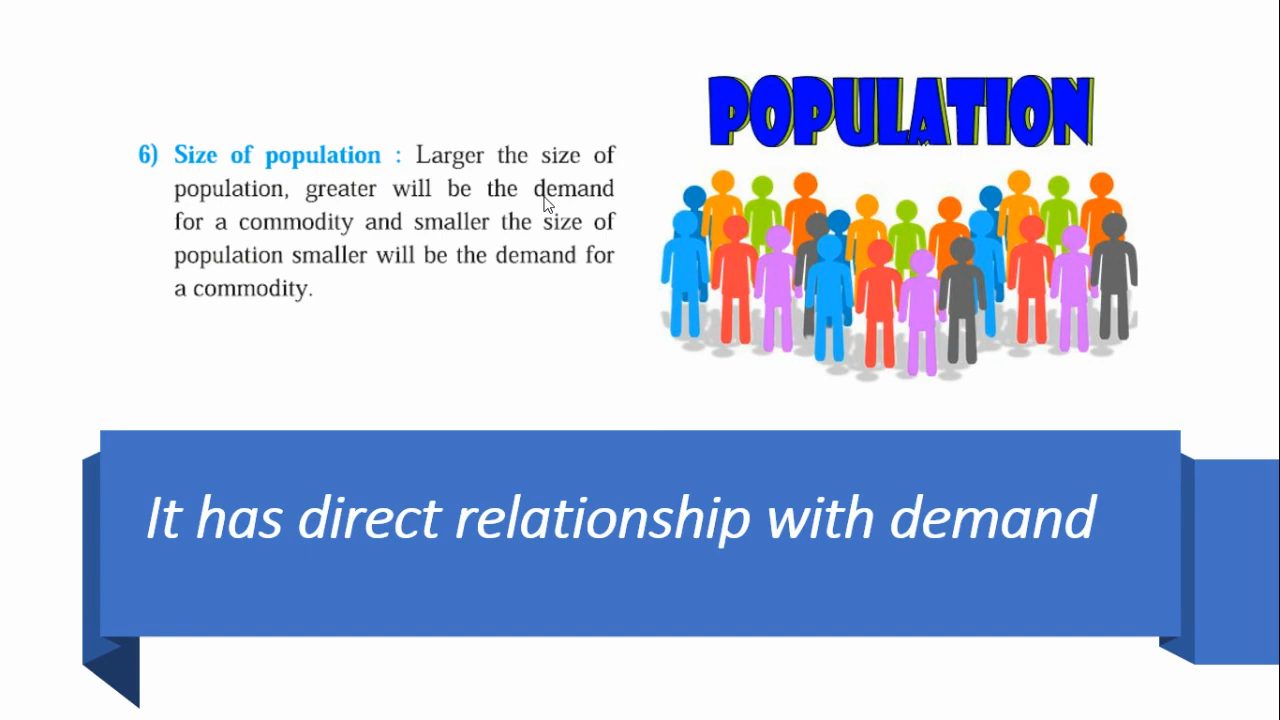 POPULATION
6) Size of population : Larger the size of
population, greater will be the demand
for a commodity and smaller the size of
population smaller will be the demand for
a commodity.
It has direct relationship with demand